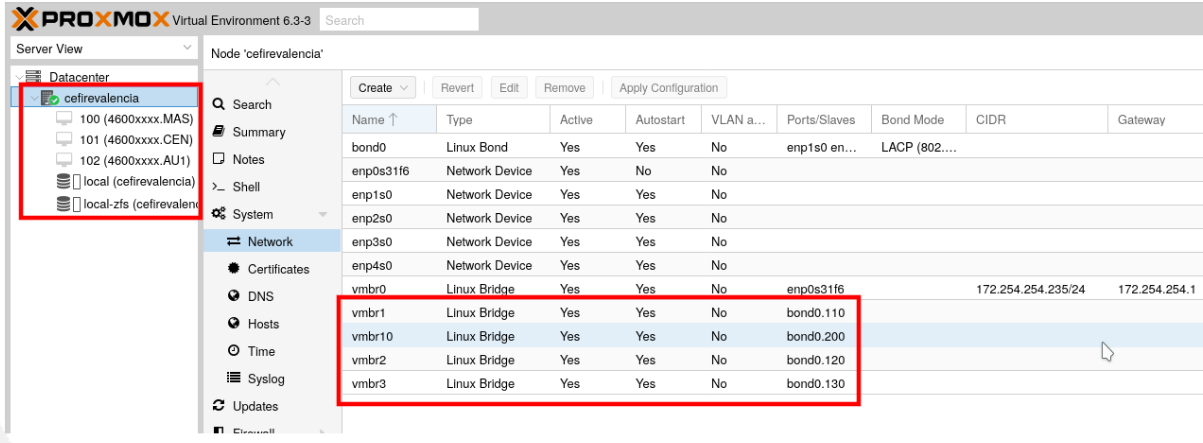 PROXMOX Virtual Environment 6.3-3 Search
Server View
Datacenter
cefirevalencia
100 (4600xxxx.MAS)
101 (4600xxxx.CEN)
102 (4600xxxx.AU1)
local (cefirevalencia)
local-zfs (cefirevalenc
Node 'cefirevalencia'
Search
Summary
Notes
Shell
System
Network
Certificates
DNS
Hosts
Time
Syslog
Updates
Firewall
Create Revert Edit Remove Apply Configuration
Name Type Active Autostart VLAN a... Ports/Slaves Bond Mode CIDR Gateway
bond0 Linux Bond Yes Yes No enp1s0 en... LACP (802....
enp0s31f6 Network Device Yes No No
enp1s0 Network Device Yes Yes No
enp2s0 Network Device Yes Yes No
enp3s0 Network Device Yes Yes No
enp4s0 Network Device Yes Yes No
vmbr0 Linux Bridge Yes Yes No enp0s31f6 172.254.254.235/24 172.254.254.1
vmbr1 Linux Bridge Yes Yes No bond0.110
vmbr10 Linux Bridge Yes Yes No bond0.200
vmbr2 Linux Bridge Yes Yes No bond0.120
vmbr3 Linux Bridge Yes Yes No bond0.130